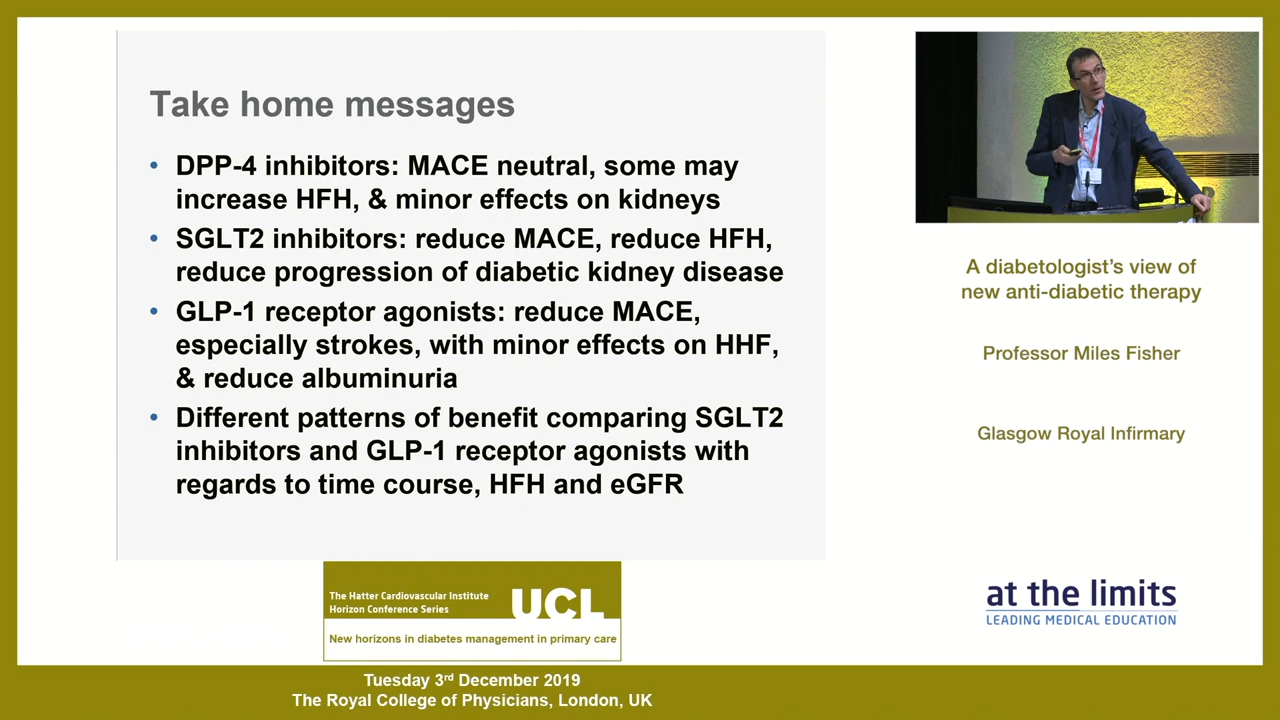 Take home messages
• DPP-4 inhibitors: MACE neutral, some may
increase HFH, & minor effects on kidneys
• SGLT2 inhibitors: reduce MACE, reduce HFH,
reduce progression of diabetic kidney disease
• GLP-1 receptor agonists: reduce MACE,
especially strokes, with minor effects on HHF,
& reduce albuminuria
• Different patterns of benefit comparing SGLT2
inhibitors and GLP-1 receptor agonists with
regards to time course, HFH and eGFR
A diabetologist's view of
new anti-diabetic therapy
Professor Miles Fisher
Glasgow Royal Infirmary
The Hatter Cardiovascular Institute
Horizon Conference Series
UCL
New horizons in diabetes management in primary care
at the limits
LEADING MEDICAL EDUCATION
Tuesday 3rd December 2019
The Royal College of Physicians, London, UK